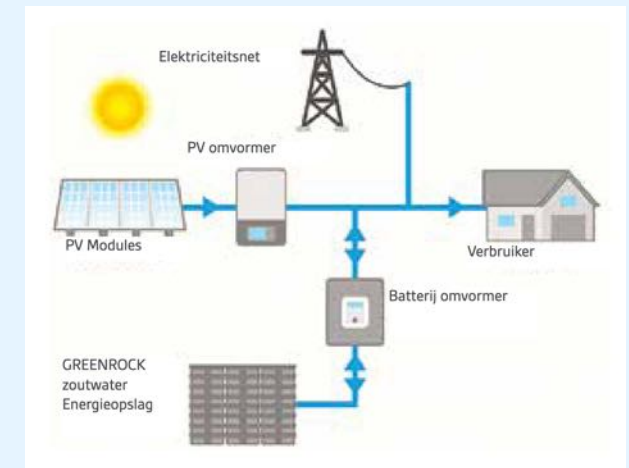 Elektriciteitsnet
PV omvormer
PV Modules
Verbruiker
Batterij omvormer
GREENROCK
zoutwater
Energieopslag